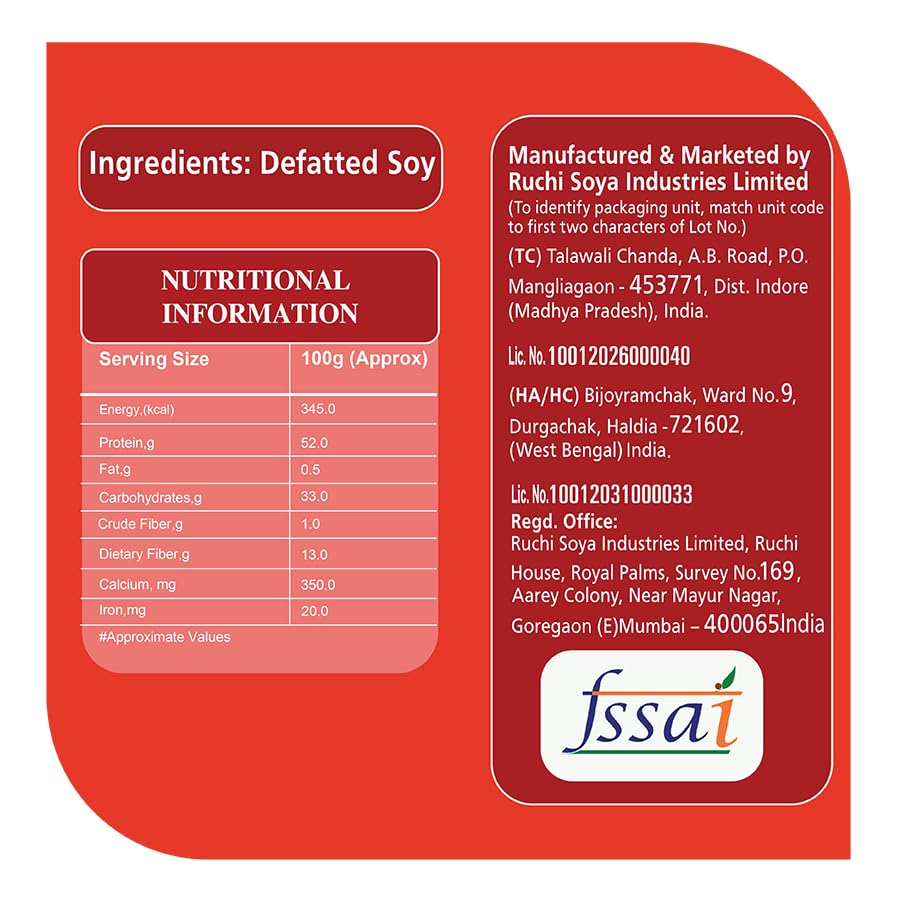 Ingredients: Defatted Soy
NUTRITIONAL
INFORMATION
Serving Size 100g (Approx)
Energy,(kcal) 345.0
Protein,g 52.0
Fat,g 0.5
Carbohydrates,g 33.0
Crude Fiber,g 1.0
Dietary Fiber,g 13.0
Calcium, mg 350.0
Iron,mg 20.0
#Approximate Values
Manufactured & Marketed by
Ruchi Soya Industries Limited
(To identify packaging unit, match unit code
to first two characters of Lot No.)
(TC) Talawali Chanda, A.B. Road, P.O.
Mangliagaon - 453771, Dist. Indore
(Madhya Pradesh), India.
Lic. No. 10012026000040
(HA/HC) Bijoyramchak, Ward No. 9,
Durgachak, Haldia -721602,
(West Bengal) India.
Lic. No.10012031000033
Regd. Office:
Ruchi Soya Industries Limited, Ruchi
House, Royal Palms, Survey No.169,
Aarey Colony, Near Mayur Nagar,
Goregaon (E)Mumbai – 400065.India
fssai